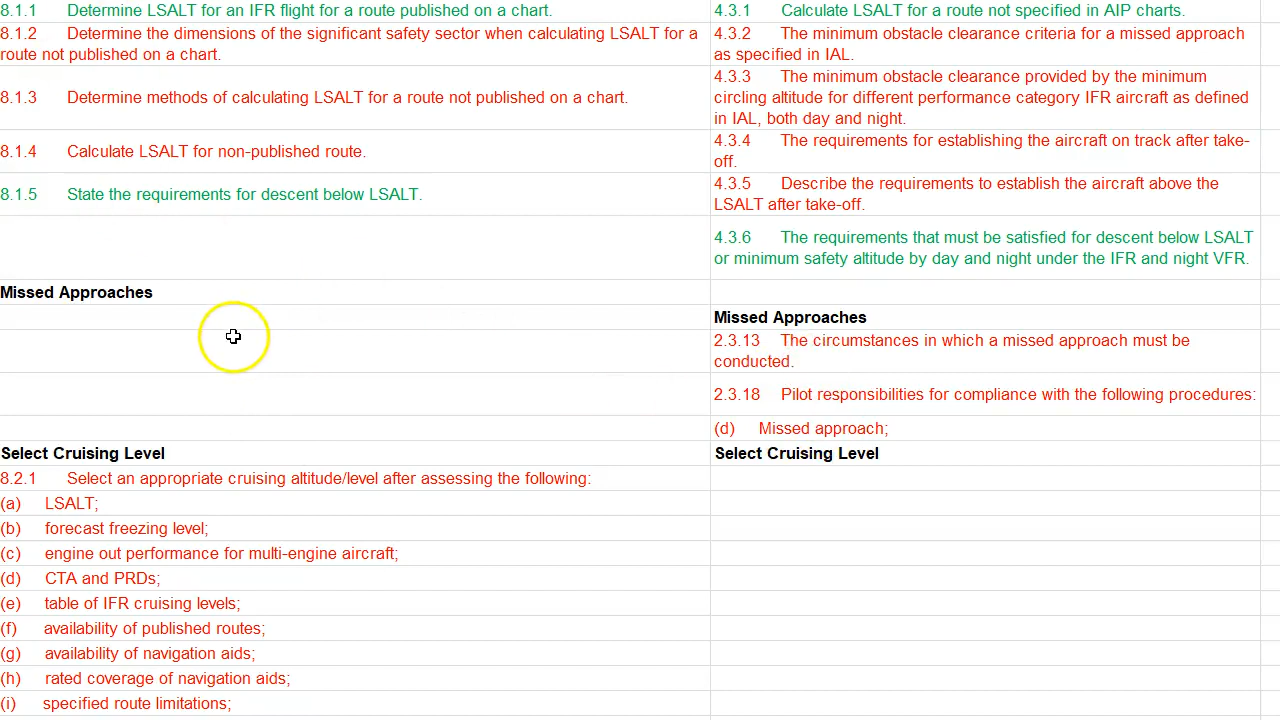 8.1.1 Determine LSALT for an IFR flight for a route published on a chart.
8.1.2 Determine the dimensions of the significant safety sector when calculating LSALT for a
route not published on a chart.
8.1.3 Determine methods of calculating LSALT for a route not published on a chart.
8.1.4 Calculate LSALT for non-published route.
8.1.5 State the requirements for descent below LSALT.
Missed Approaches
Select Cruising Level
8.2.1 Select an appropriate cruising altitude/level after assessing the following:
(a) LSALT;
(b) forecast freezing level;
(c) engine out performance for multi-engine aircraft;
(d) CTA and PRDs;
(e) table of IFR cruising levels;
(f) availability of published routes;
(g) availability of navigation aids;
(h) rated coverage of navigation aids;
(i) specified route limitations;
4.3.1 Calculate LSALT for a route not specified in AIP charts.
4.3.2 The minimum obstacle clearance criteria for a missed approach
as specified in IAL.
4.3.3 The minimum obstacle clearance provided by the minimum
circling altitude for different performance category IFR aircraft as defined
in IAL, both day and night.
4.3.4 The requirements for establishing the aircraft on track after take-
off.
4.3.5 Describe the requirements to establish the aircraft above the
LSALT after take-off.
4.3.6 The requirements that must be satisfied for descent below LSALT
or minimum safety altitude by day and night under the IFR and night VFR.
Missed Approaches
2.3.13 The circumstances in which a missed approach must be
conducted.
2.3.18 Pilot responsibilities for compliance with the following procedures:
(d) Missed approach;
Select Cruising Level